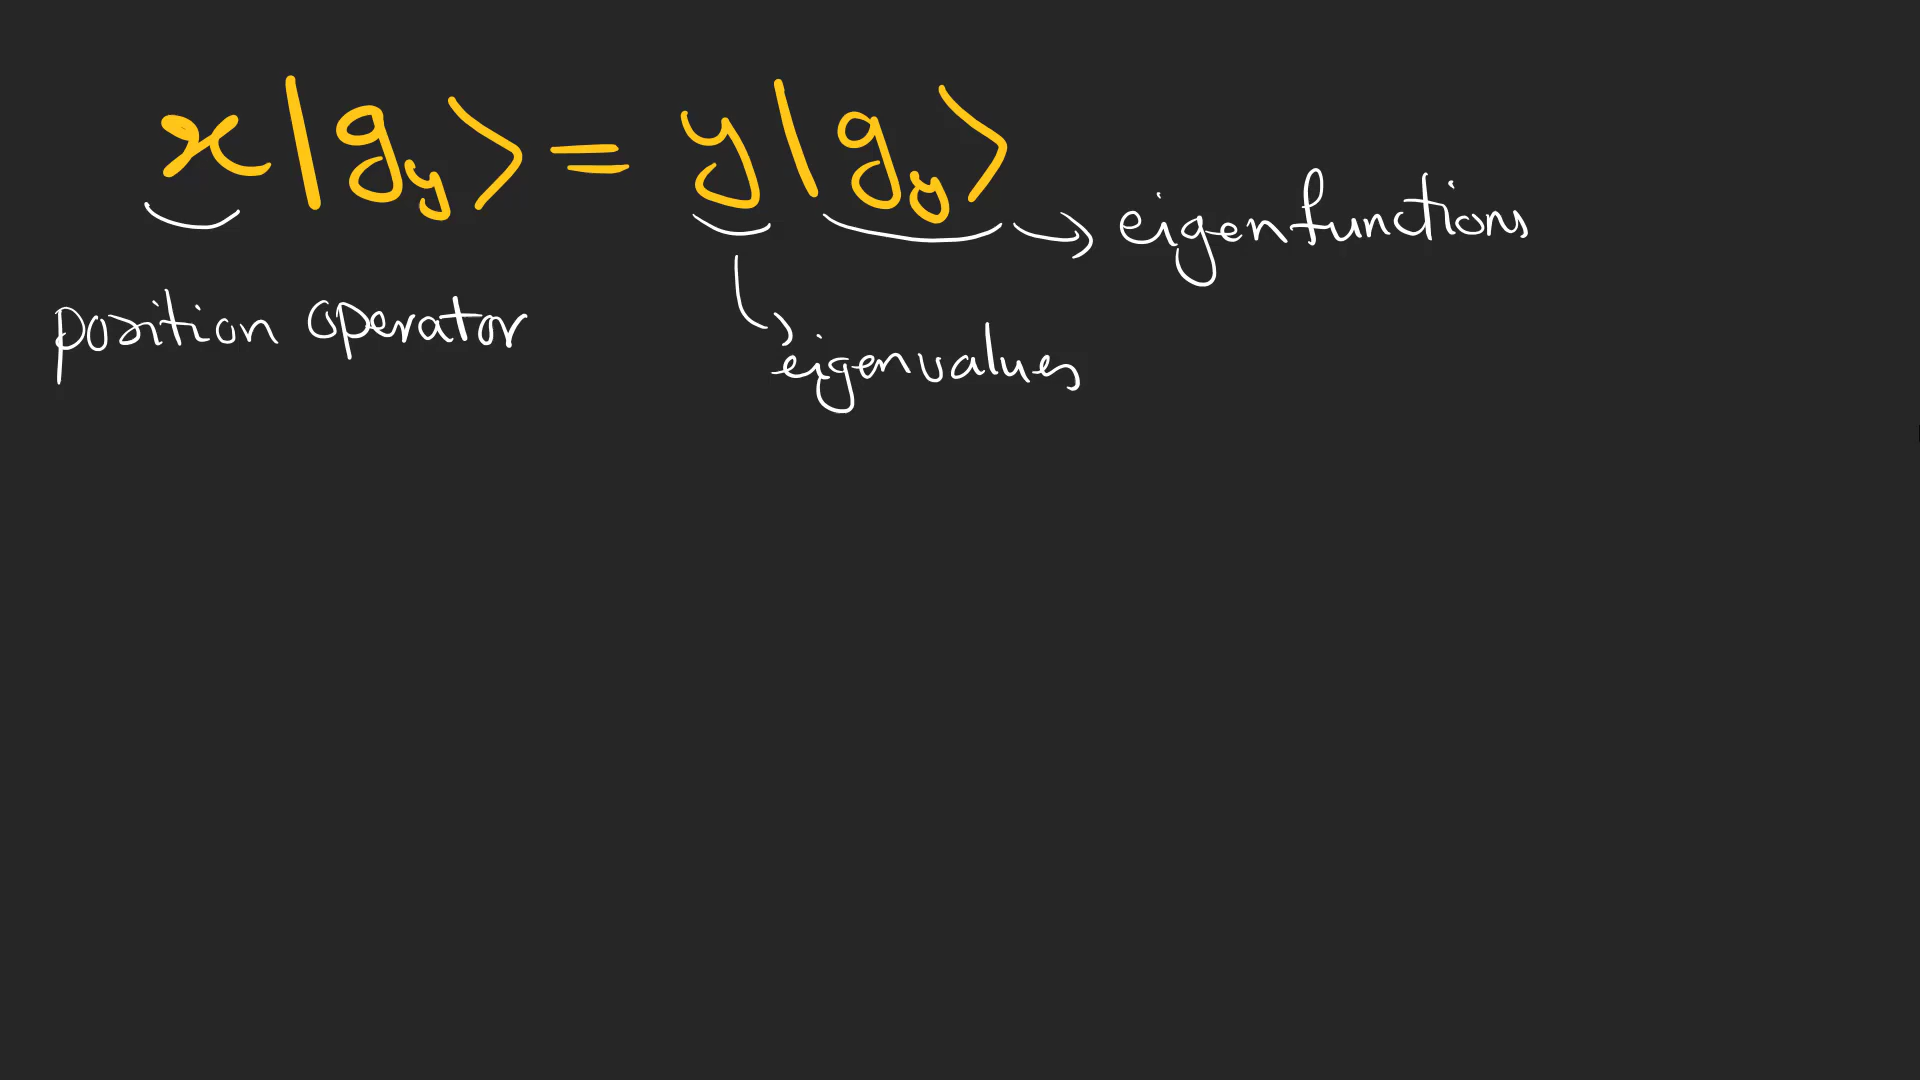 x|g_y⟩ = y|g_y⟩
eigenfunctions
position operator
eigenvalues